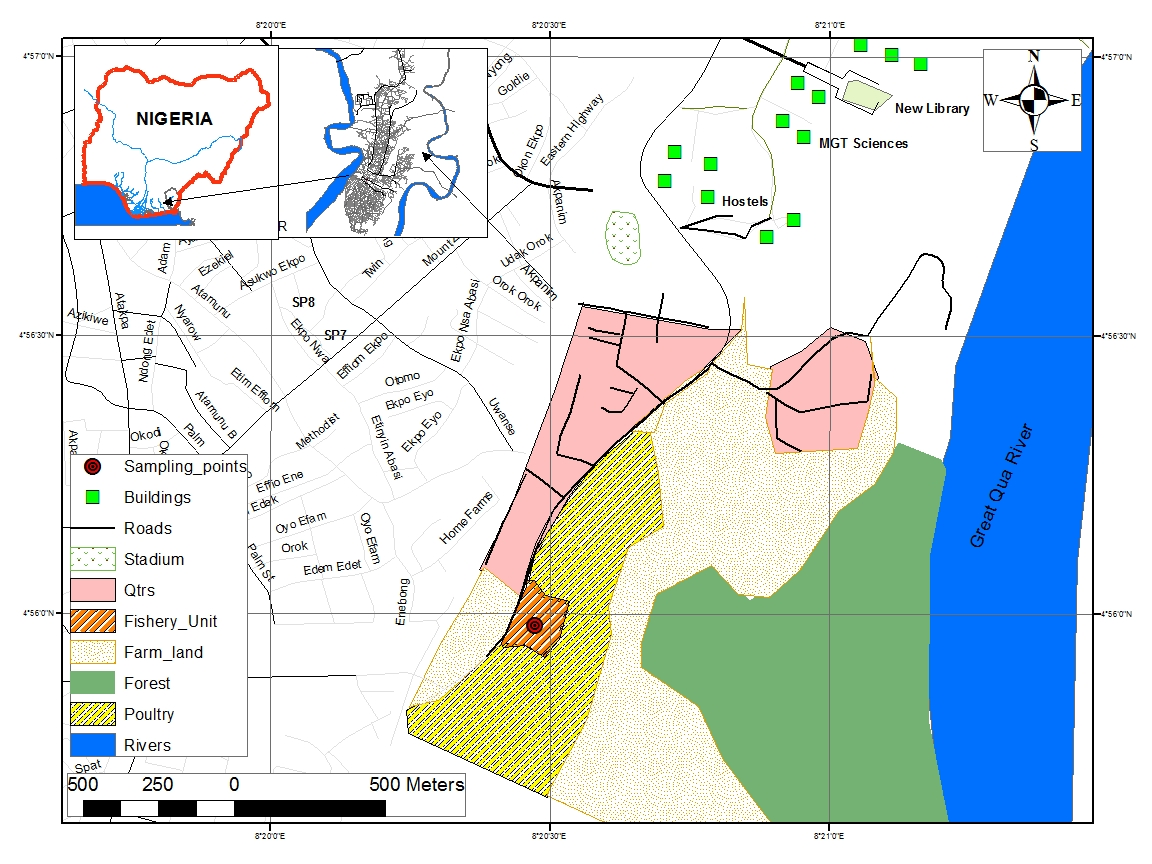 8°20'0"E
8°20'30"E
8°21'0"E
4°57'0"N
4°57'0"N
NIGERIA
R
Goldie
Eastern Highway
Okon Ekpo
Akpanim
New Library
MGT Sciences
Hostels
N
W
E
S
Adam
Ezekiel
Asukwo Ekpo
Atamunu
Twin
Mount
Udak Orok
Akpanim
Orok Orok
Azikwe
Atakpa
Nyarow
SP8
SP7
Ekpo Nwa
Effiom Ekpo
Ekpo Nsa Abasi
4°56'30"N
4°56'30"N
Ndong Edet
Etim Effiom
Otomo
Ekpo Eyo
Ekpo Eyo
Atamunu B
Palm
Methodist
Etinyin Abasi
Uwanse
Okodi
Akpa
Effio Ene
Edak
Oyo Efam
Oyo Efam
Orok
Edem Edet
Palm St
Home Farms
Enebong
Great Qua River
Sampling_points
Buildings
Roads
Stadium
Qtrs
Fishery_Unit
Farm_land
Forest
Poultry
Rivers
4°56'0"N
4°56'0"N
Spat
500 250 0 500 Meters
8°20'0"E
8°20'30"E
8°21'0"E